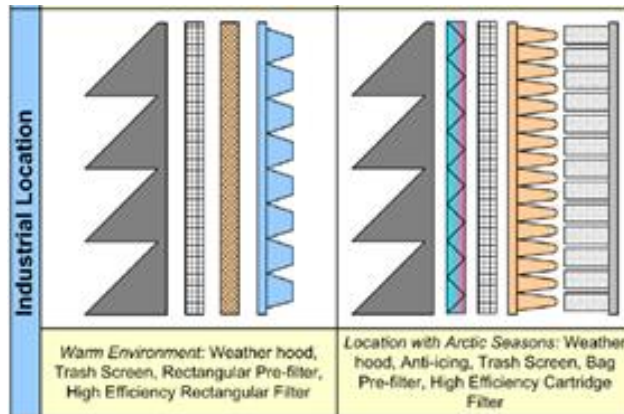 Industrial Location
Warm Environment: Weather hood,
Trash Screen, Rectangular Pre-filter,
High Efficiency Rectangular Filter
Location with Arctic Seasons: Weather
hood, Anti-icing, Trash Screen, Bag
Pre-filter, High Efficiency Cartridge
Filter